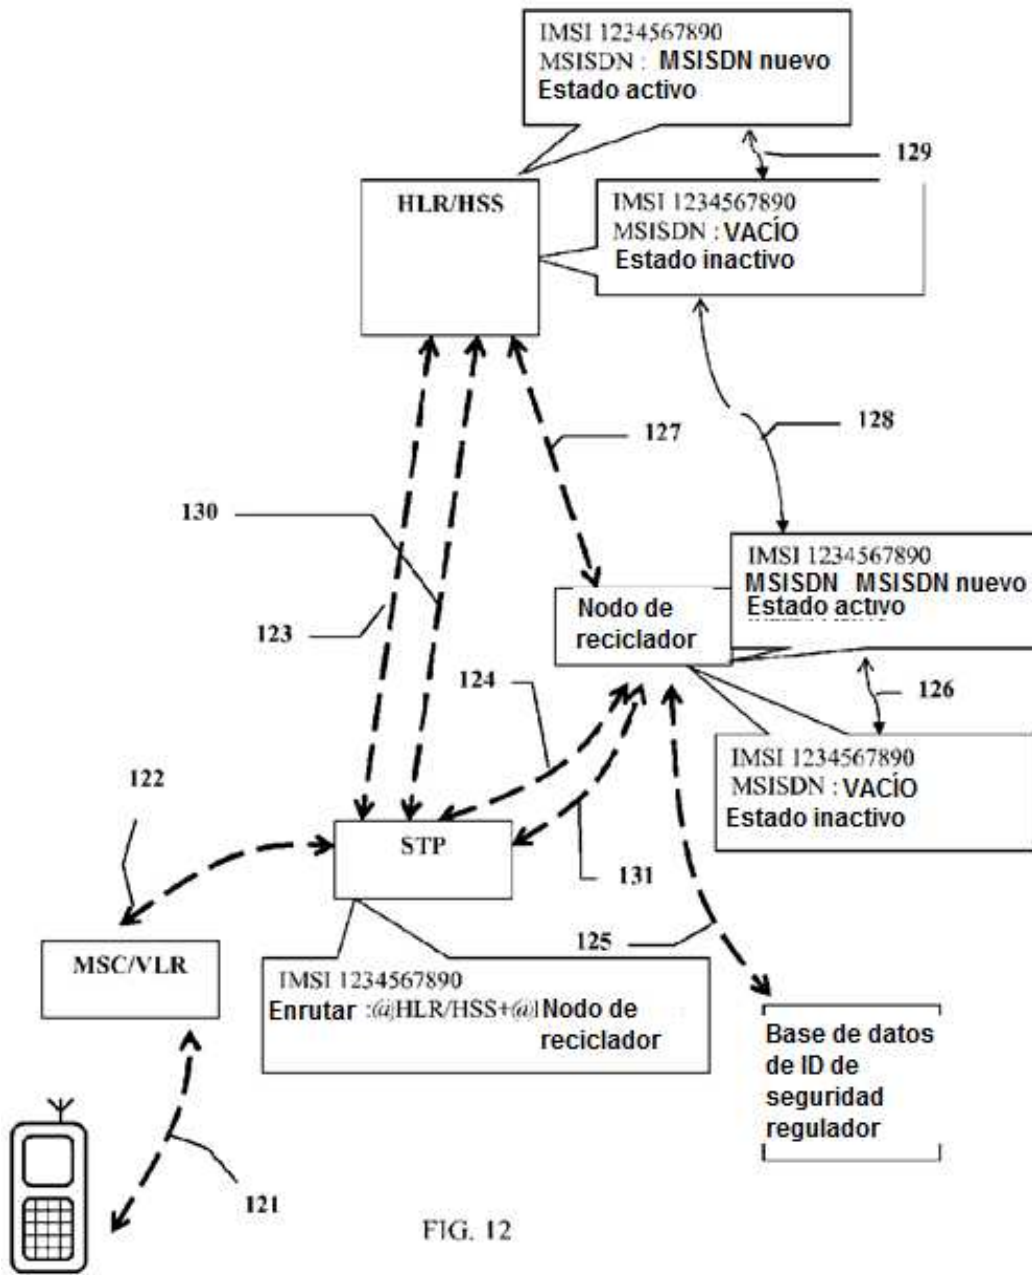 IMSI 1234567890
MSISDN : MSISDN nuevo
Estado activo
129
HLR/HSS
IMSI 1234567890
MSISDN : VACÍO
Estado inactivo
128
127
130
IMSI 1234567890
MSISDN MSISDN nuevo
Estado activo
Nodo de
reciclador
123
124
126
IMSI 1234567890
MSISDN : VACÍO
Estado inactivo
122
STP
131
125
MSC/VLR
IMSI 1234567890
Enrutar :@HLR/HSS+@ Nodo de
reciclador
Base de datos
de ID de
seguridad
regulador
121
FIG. 12